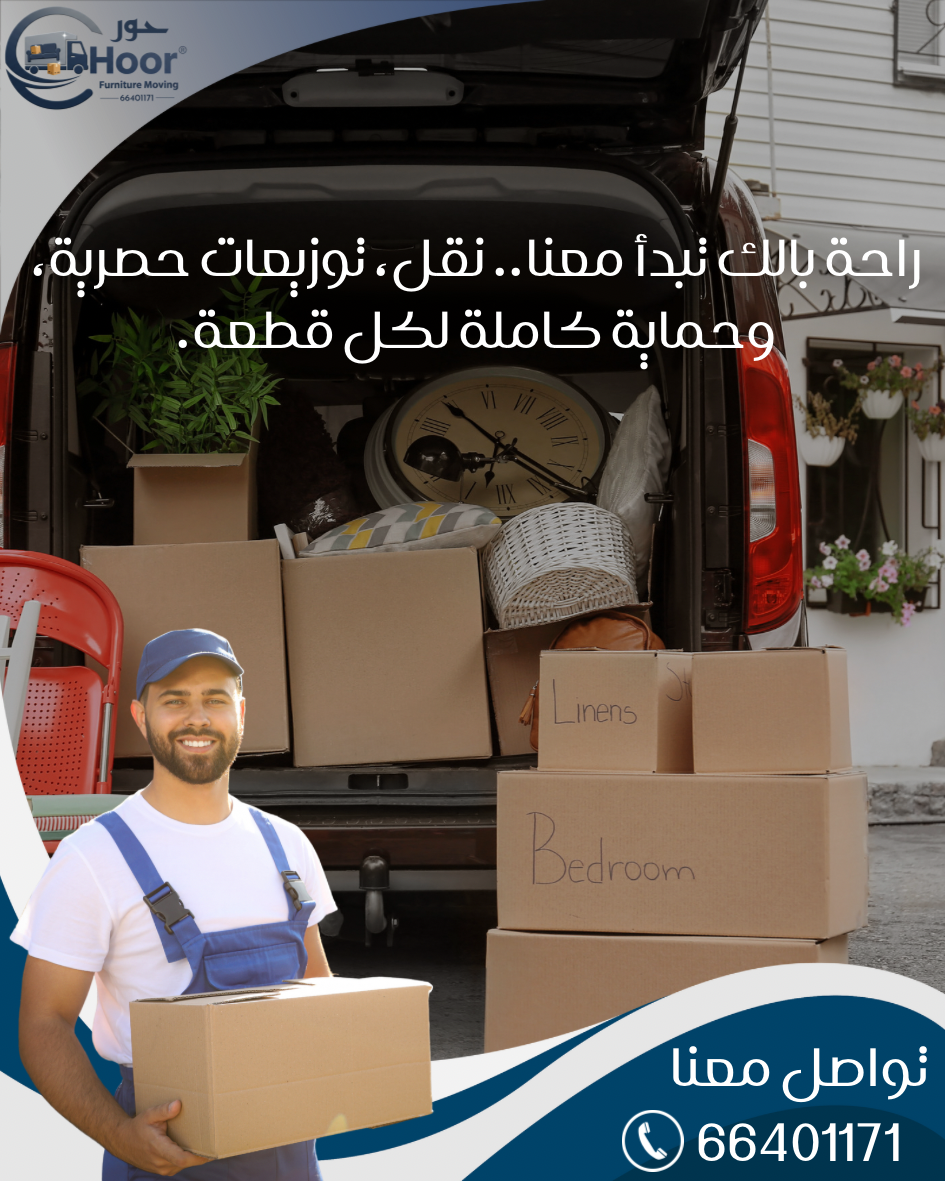 حور
Hoor®
Furniture Moving
66401171
راحة بالك تبدأ معنا.. نقل، توزيعات حصرية،
وحماية كاملة لكل قطعة.
Linens
Bedroom
تواصل معنا
66401171